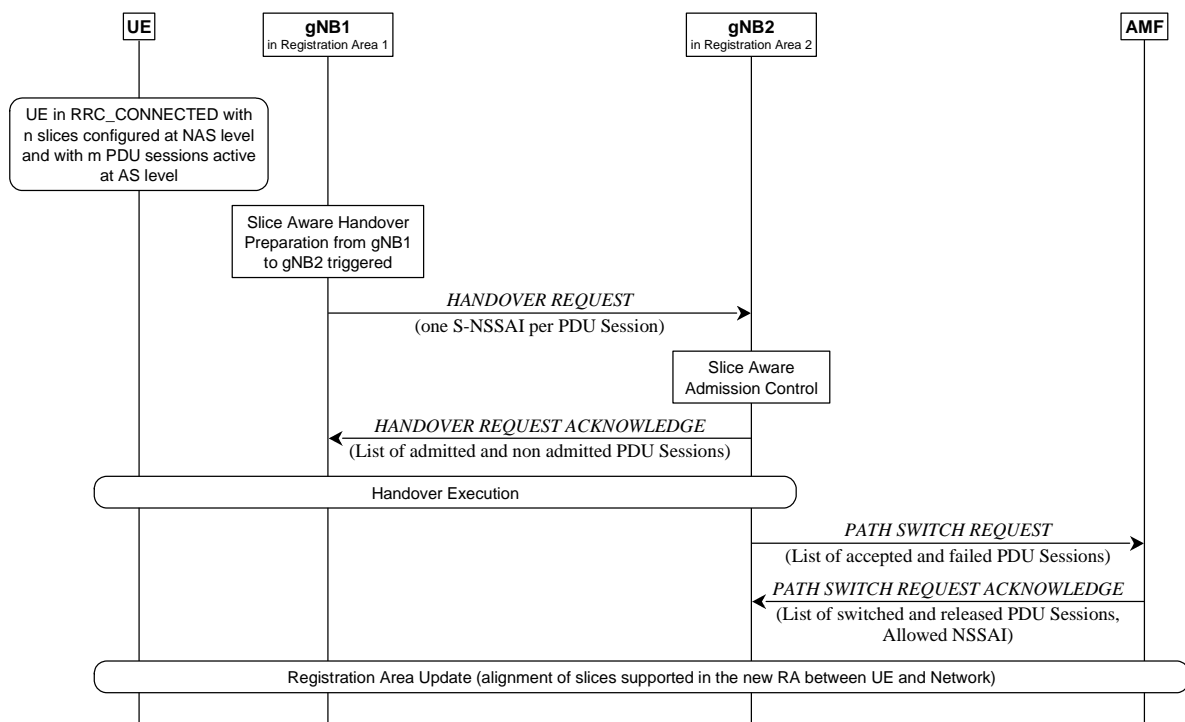 UE
gNB1
in Registration Area 1
gNB2
in Registration Area 2
AMF
UE in RRC_CONNECTED with
n slices configured at NAS level
and with m PDU sessions active
at AS level
Slice Aware Handover
Preparation from gNB1
to gNB2 triggered
HANDOVER REQUEST
(one S-NSSAI per PDU Session)
Slice Aware
Admission Control
HANDOVER REQUEST ACKNOWLEDGE
(List of admitted and non admitted PDU Sessions)
Handover Execution
PATH SWITCH REQUEST
(List of accepted and failed PDU Sessions)
PATH SWITCH REQUEST ACKNOWLEDGE
(List of switched and released PDU Sessions,
Allowed NSSAI)
Registration Area Update (alignment of slices supported in the new RA between UE and Network)